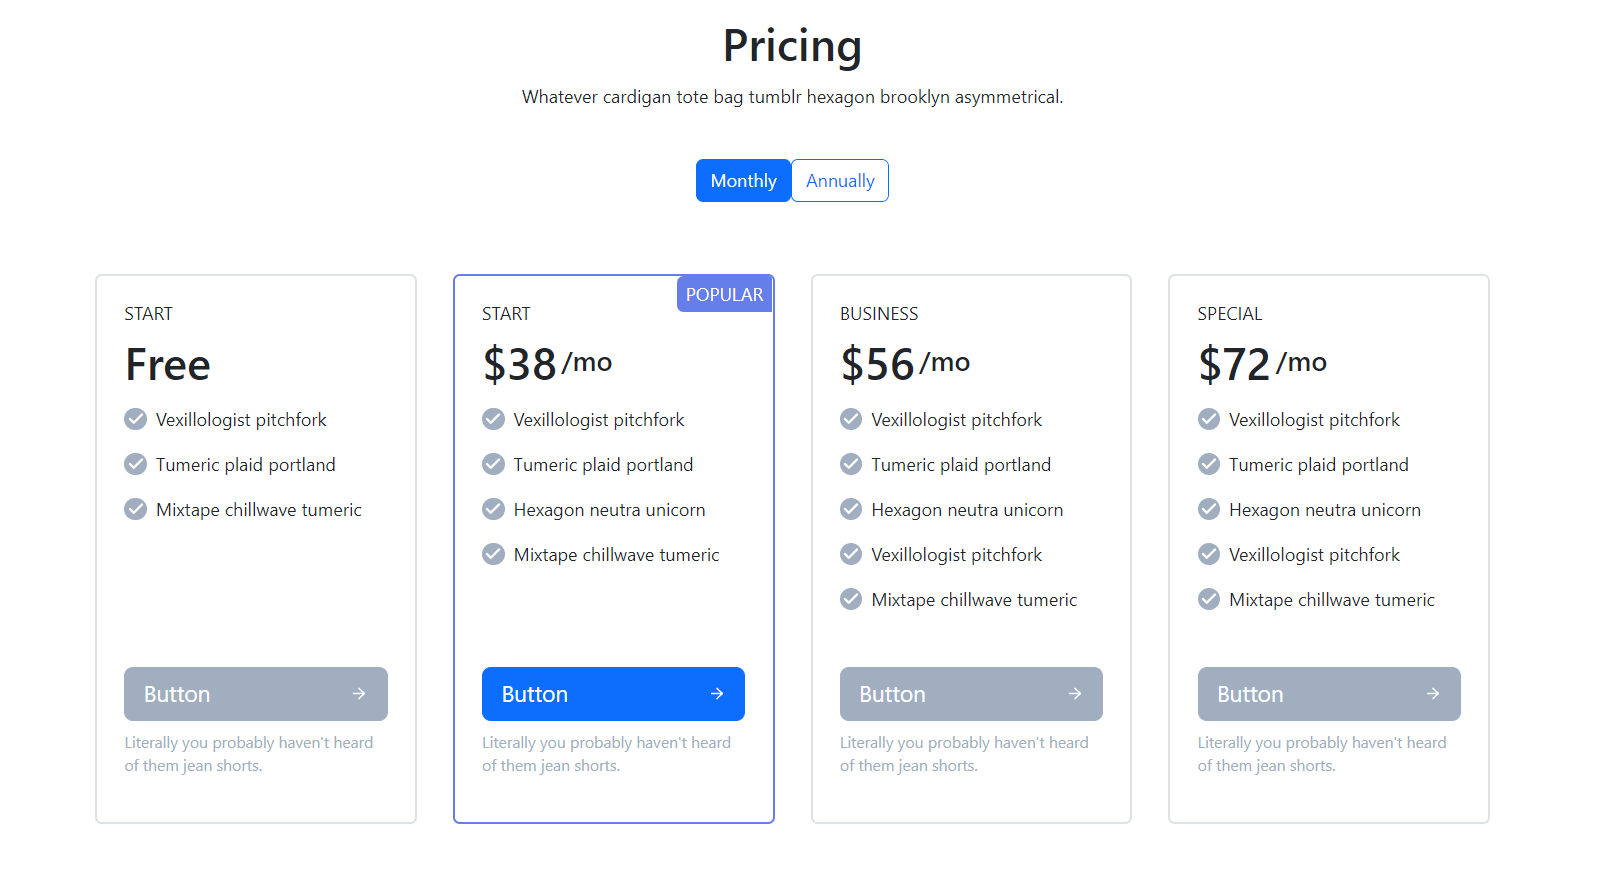 Pricing
Whatever cardigan tote bag tumblr hexagon brooklyn asymmetrical.
Monthly
Annually
START
Free
Vexillologist pitchfork
Tumeric plaid portland
Mixtape chillwave tumeric
Button
Literally you probably haven't heard
of them jean shorts.
POPULAR
START
$38 /mo
Vexillologist pitchfork
Tumeric plaid portland
Hexagon neutra unicorn
Mixtape chillwave tumeric
Button
Literally you probably haven't heard
of them jean shorts.
BUSINESS
$56 /mo
Vexillologist pitchfork
Tumeric plaid portland
Hexagon neutra unicorn
Vexillologist pitchfork
Mixtape chillwave tumeric
Button
Literally you probably haven't heard
of them jean shorts.
SPECIAL
$72 /mo
Vexillologist pitchfork
Tumeric plaid portland
Hexagon neutra unicorn
Vexillologist pitchfork
Mixtape chillwave tumeric
Button
Literally you probably haven't heard
of them jean shorts.